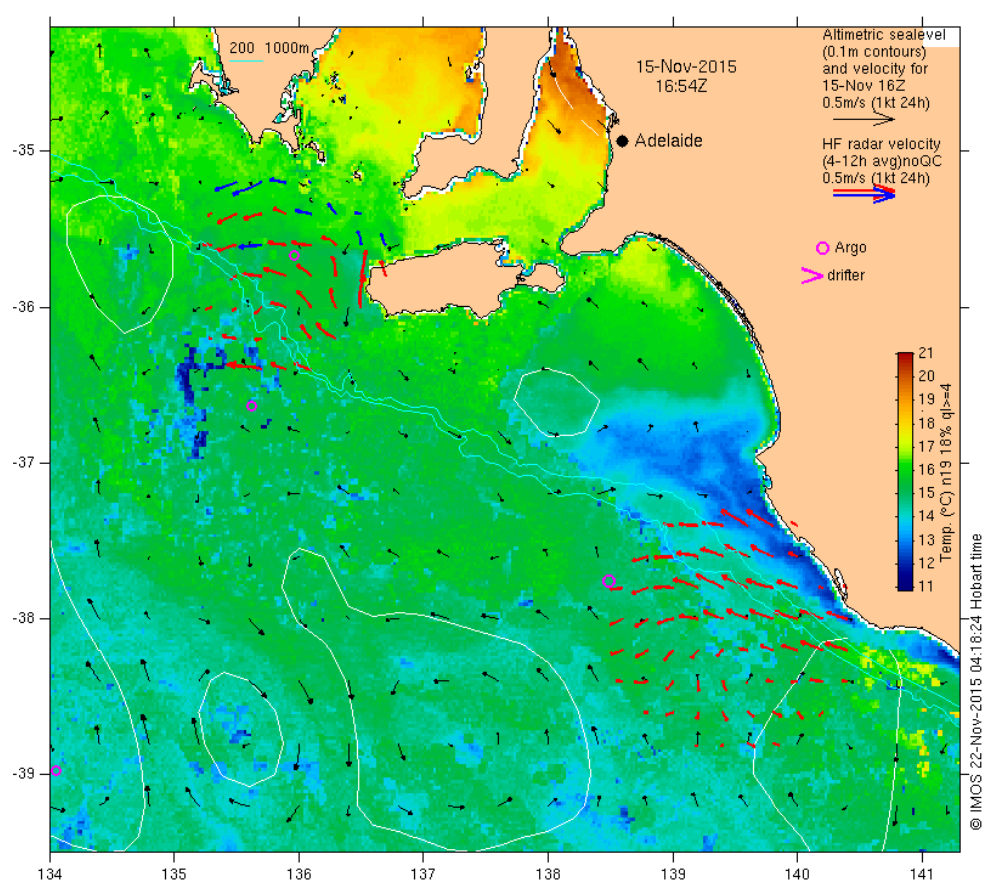 200 1000m
15-Nov-2015
16:54Z
Altimetric sealevel
(0.1m contours)
and velocity for
15-Nov 16Z
0.5m/s (1kt 24h)
Adelaide
HF radar velocity
(4-12h avg)noQC
0.5m/s (1kt 24h)
Argo
drifter
-35
-36
-37
-38
-39
21
20
19
18
17
16
15
14
13
12
11
Temp. (°C) n19 18% ql>=4
© IMOS 22-Nov-2015 04:18:24 Hobart time
134
135
136
137
138
139
140
141